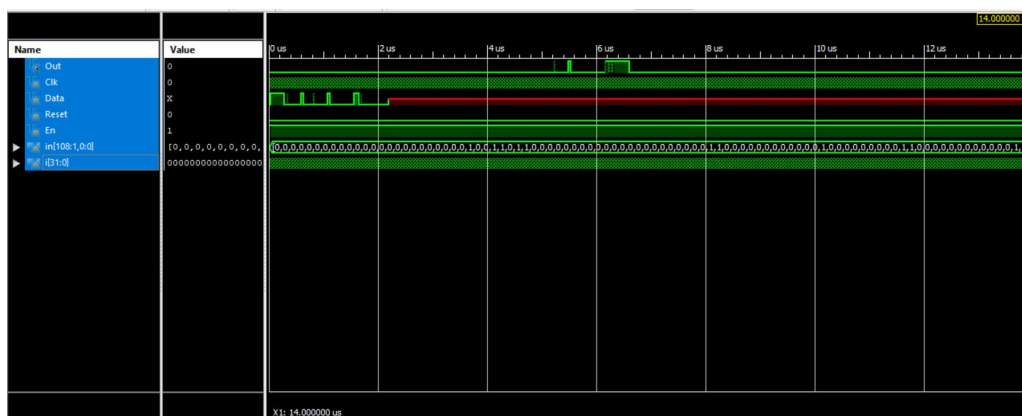 14.000000
Name Value
0 us 2 us 4 us 6 us 8 us 10 us 12 us
Out 0
Clk 0
Data X
Reset 0
En 1
in[108:1,0:0] [0,0,0,0,0,0,0,0,
i[31:0] 00000000000000000
X1: 14.000000 us